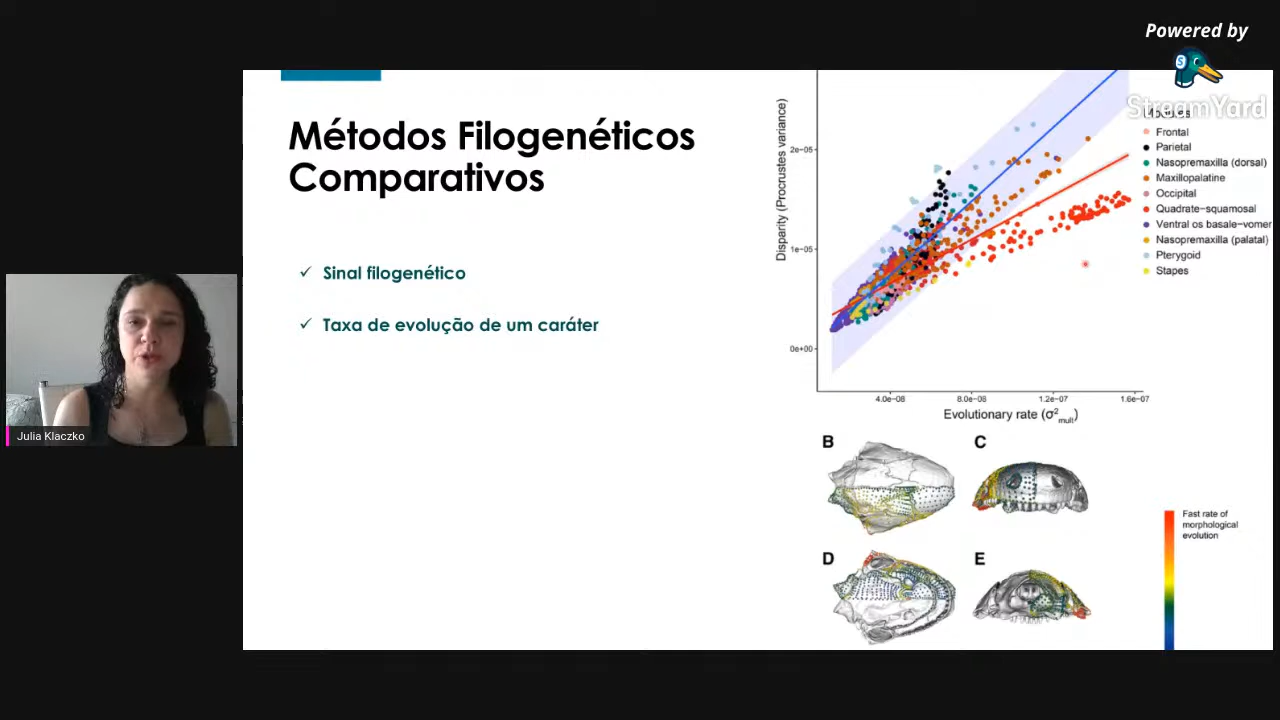 Powered by
StreamYard
Métodos Filogenéticos
Comparativos
✓ Sinal filogenético
✓ Taxa de evolução de um caráter
Julia Klaczko
Disparity (Procrustes variance)
2e−05
1e−05
0e+00
4.0e−08 8.0e−08 1.2e−07 1.6e−07
Evolutionary rate (σ²mult)
Frontal
Parietal
Nasopremaxilla (dorsal)
Maxillopalatine
Occipital
Quadrate−squamosal
Ventral os basale−vomer
Nasopremaxilla (palatal)
Pterygoid
Stapes
B
C
D
E
Fast rate of
morphological
evolution